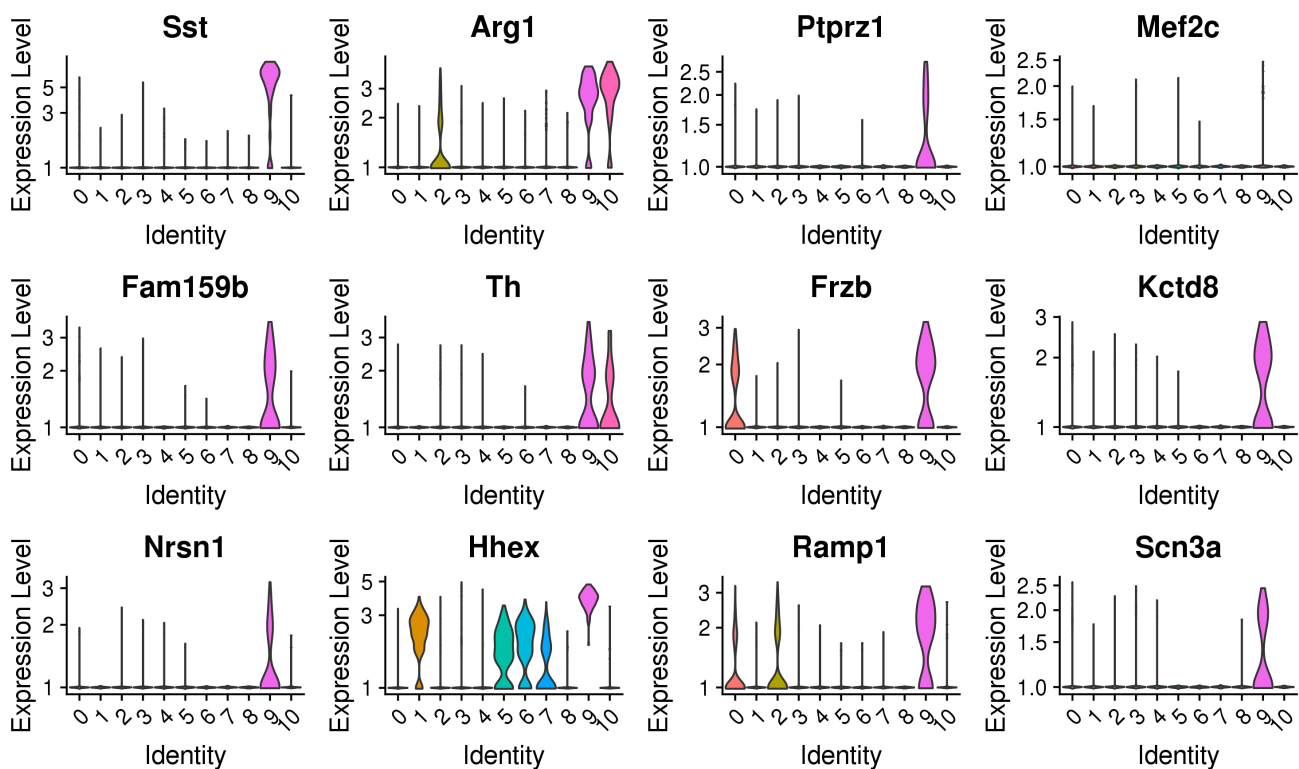 Sst
Expression Level
5
3
1
0 1 2 3 4 5 6 7 8 9 10
Identity
Arg1
Expression Level
3
2
1
0 1 2 3 4 5 6 7 8 9 10
Identity
Ptprz1
Expression Level
2.5
2.0
1.5
1.0
0 1 2 3 4 5 6 7 8 9 10
Identity
Mef2c
Expression Level
2.5
2.0
1.5
1.0
0 1 2 3 4 5 6 7 8 9 10
Identity
Fam159b
Expression Level
3
2
1
0 1 2 3 4 5 6 7 8 9 10
Identity
Th
Expression Level
3
2
1
0 1 2 3 4 5 6 7 8 9 10
Identity
Frzb
Expression Level
3
2
1
0 1 2 3 4 5 6 7 8 9 10
Identity
Kctd8
Expression Level
3
2
1
0 1 2 3 4 5 6 7 8 9 10
Identity
Nrsn1
Expression Level
3
2
1
0 1 2 3 4 5 6 7 8 9 10
Identity
Hhex
Expression Level
5
3
1
0 1 2 3 4 5 6 7 8 9 10
Identity
Ramp1
Expression Level
3
2
1
0 1 2 3 4 5 6 7 8 9 10
Identity
Scn3a
Expression Level
2.5
2.0
1.5
1.0
0 1 2 3 4 5 6 7 8 9 10
Identity